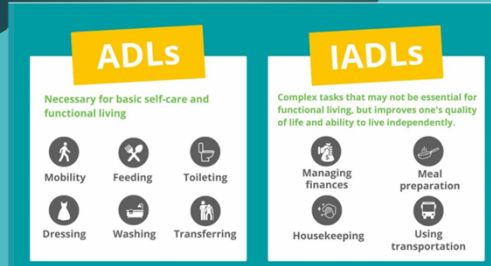 ADLs
Necessary for basic self-care and
functional living
Mobility
Feeding
Toileting
Dressing
Washing
Transferring
IADLs
Complex tasks that may not be essential for
functional living, but improves one's quality
of life and ability to live independently.
Managing
finances
Meal
preparation
Housekeeping
Using
transportation